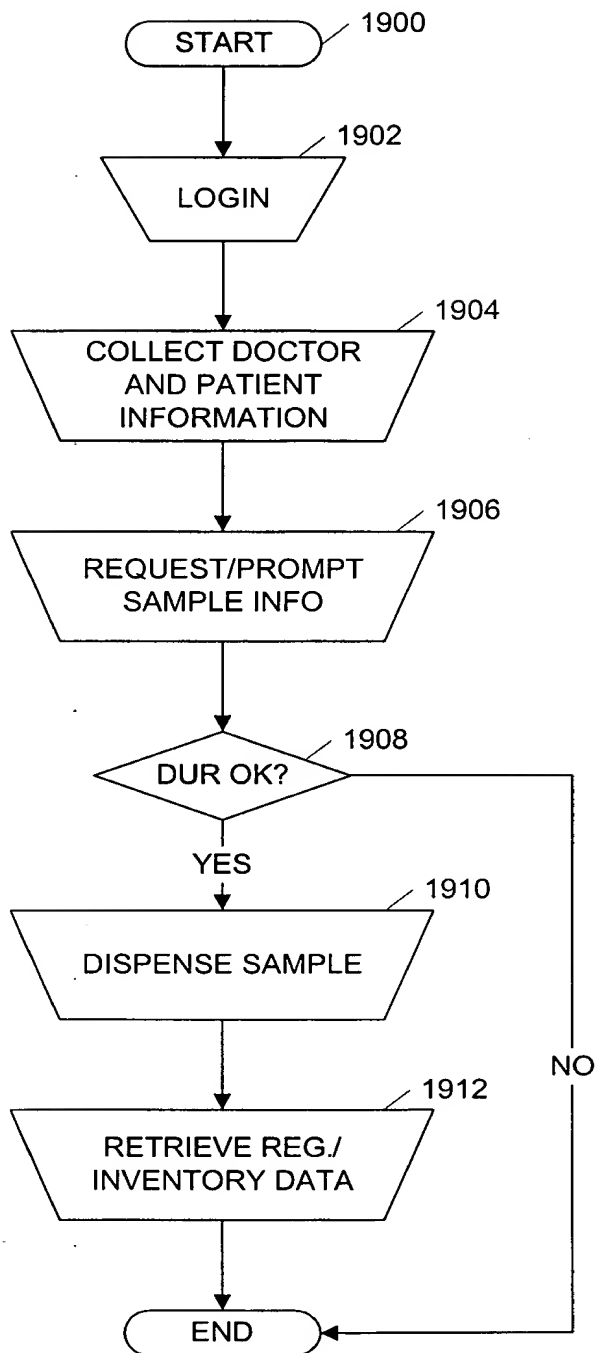 START
1900
1902
LOGIN
1904
COLLECT DOCTOR
AND PATIENT
INFORMATION
1906
REQUEST/PROMPT
SAMPLE INFO
1908
DUR OK?
YES
1910
DISPENSE SAMPLE
NO
1912
RETRIEVE REG./
INVENTORY DATA
END